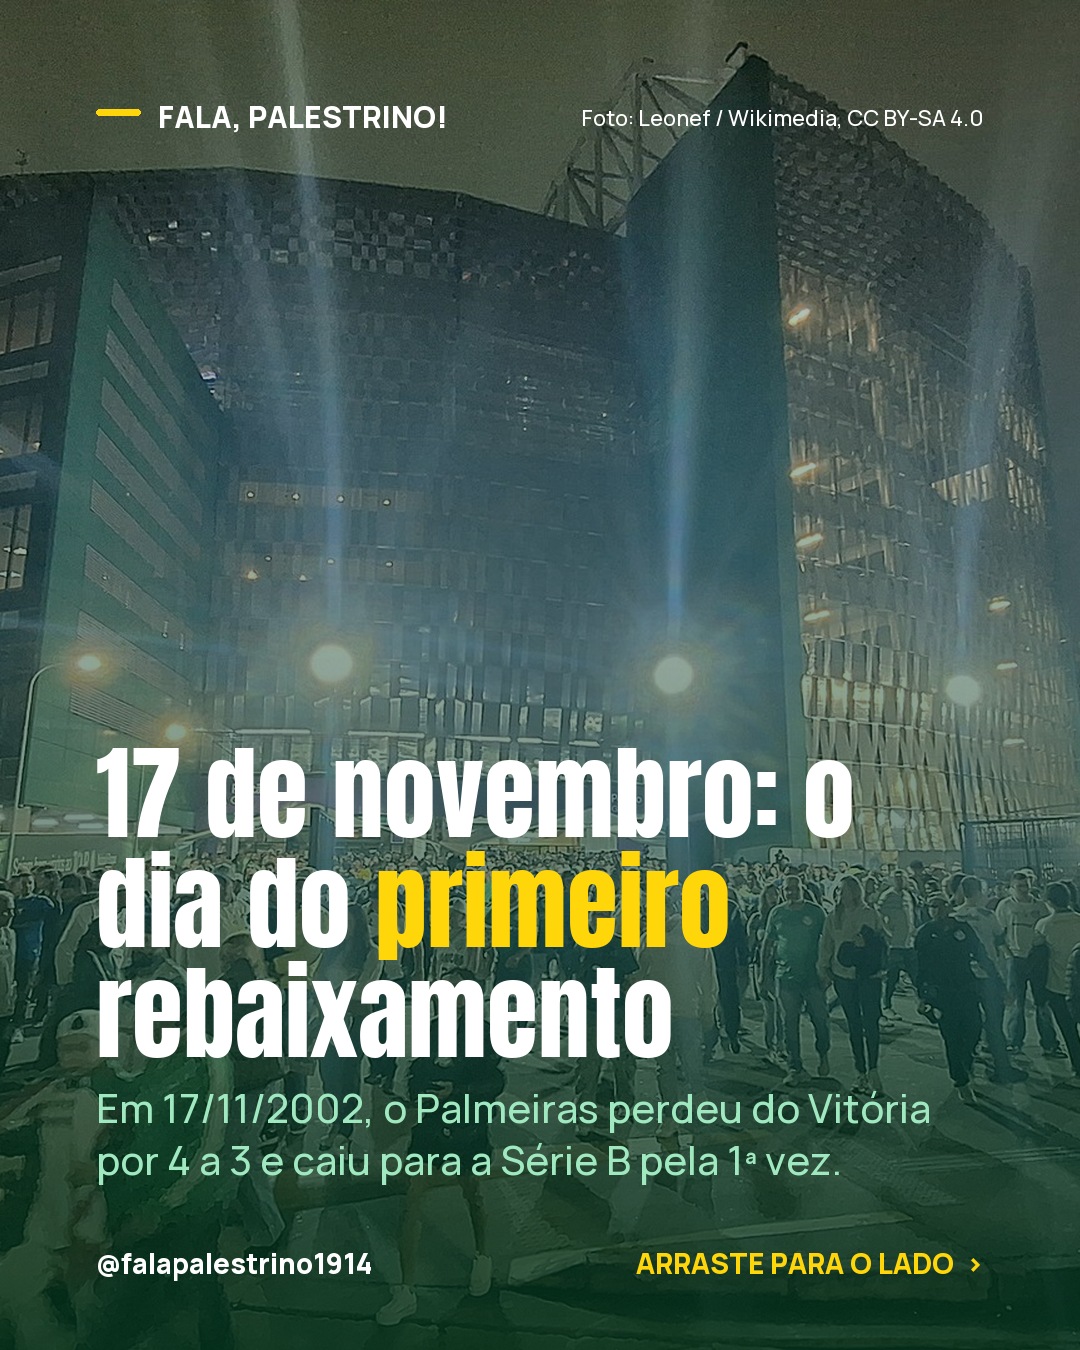 FALA, PALESTRINO!
Foto: Leonef / Wikimedia, CC BY-SA 4.0
17 de novembro: o
dia do primeiro
rebaixamento
Em 17/11/2002, o Palmeiras perdeu do Vitória
por 4 a 3 e caiu para a Série B pela 1ª vez.
@falapalestrino1914
ARRASTE PARA O LADO ›